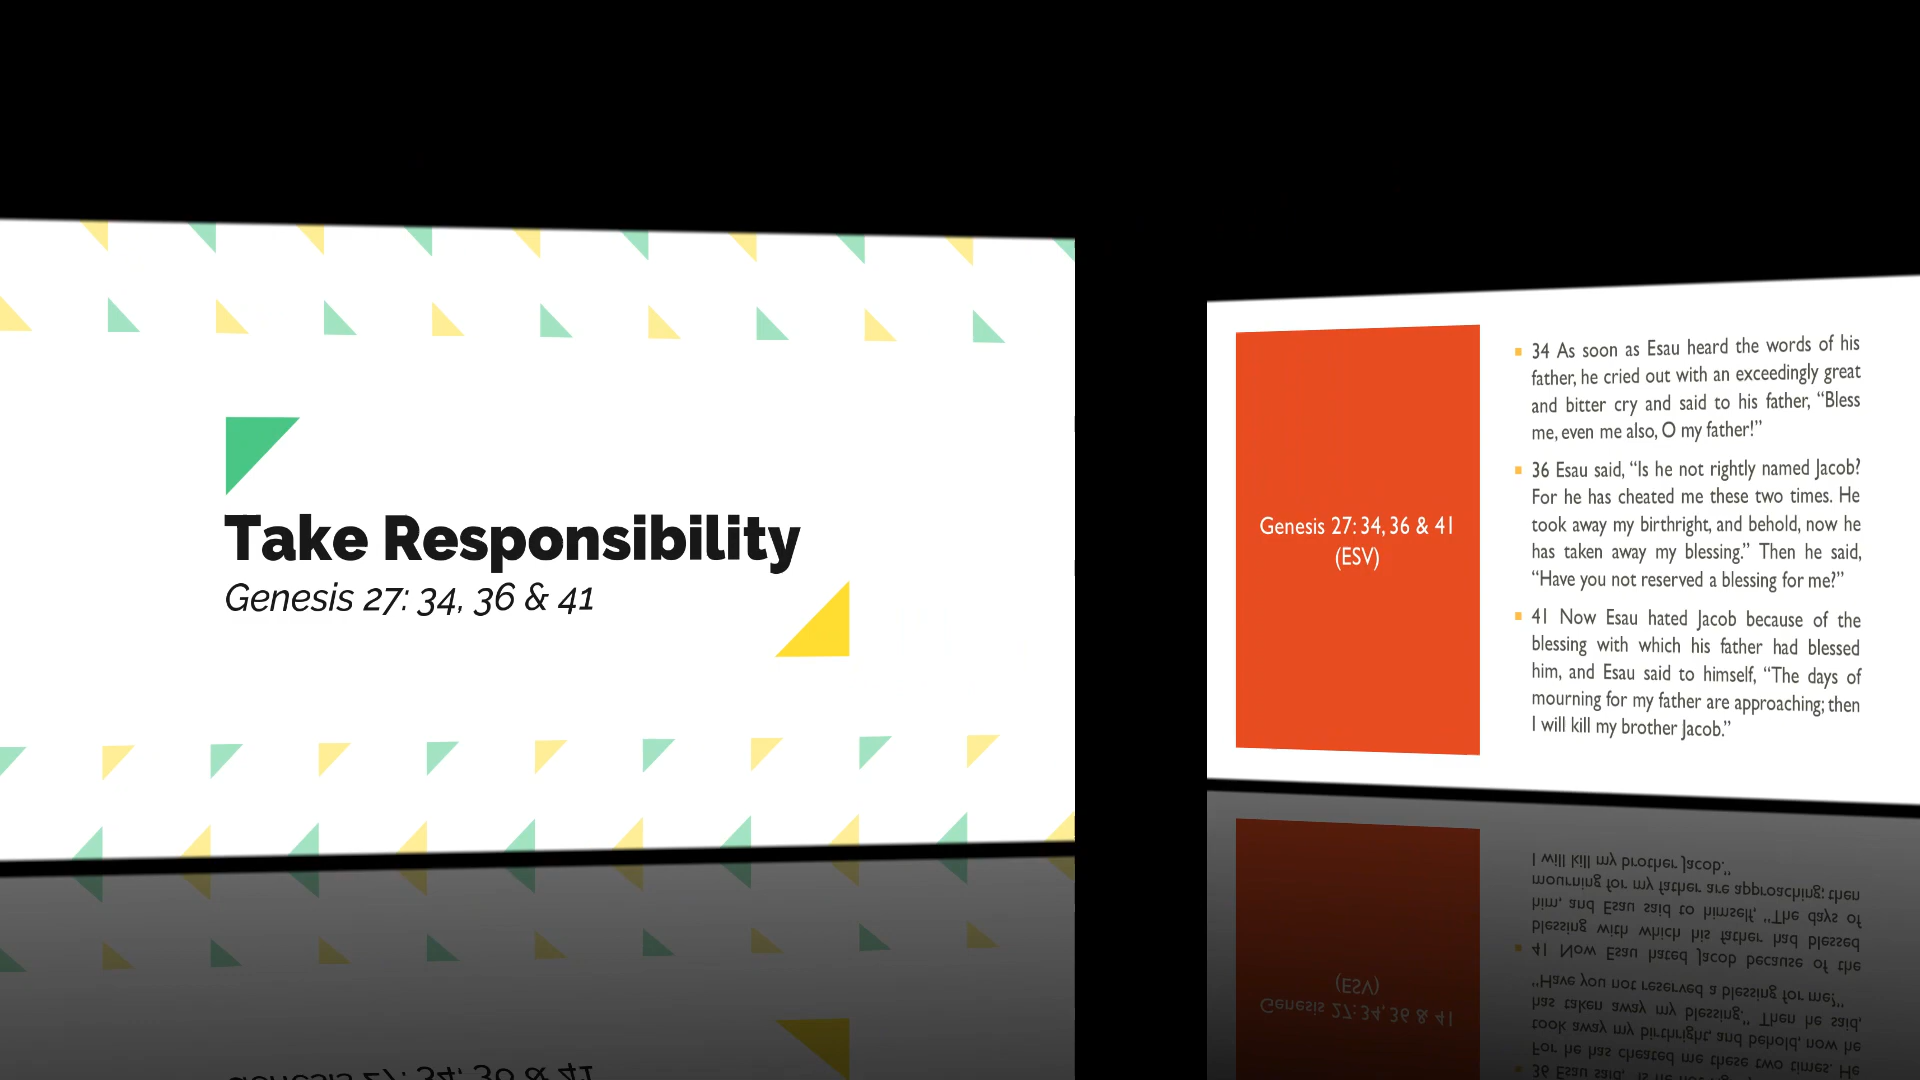 Take Responsibility
Genesis 27: 34, 36 & 41
Genesis 27: 34, 36 & 41
(ESV)
34 As soon as Esau heard the words of his
father, he cried out with an exceedingly great
and bitter cry and said to his father, “Bless
me, even me also, O my father!”
36 Esau said, “Is he not rightly named Jacob?
For he has cheated me these two times. He
took away my birthright, and behold, now he
has taken away my blessing.” Then he said,
“Have you not reserved a blessing for me?”
41 Now Esau hated Jacob because of the
blessing with which his father had blessed
him, and Esau said to himself, “The days of
mourning for my father are approaching; then
I will kill my brother Jacob.”